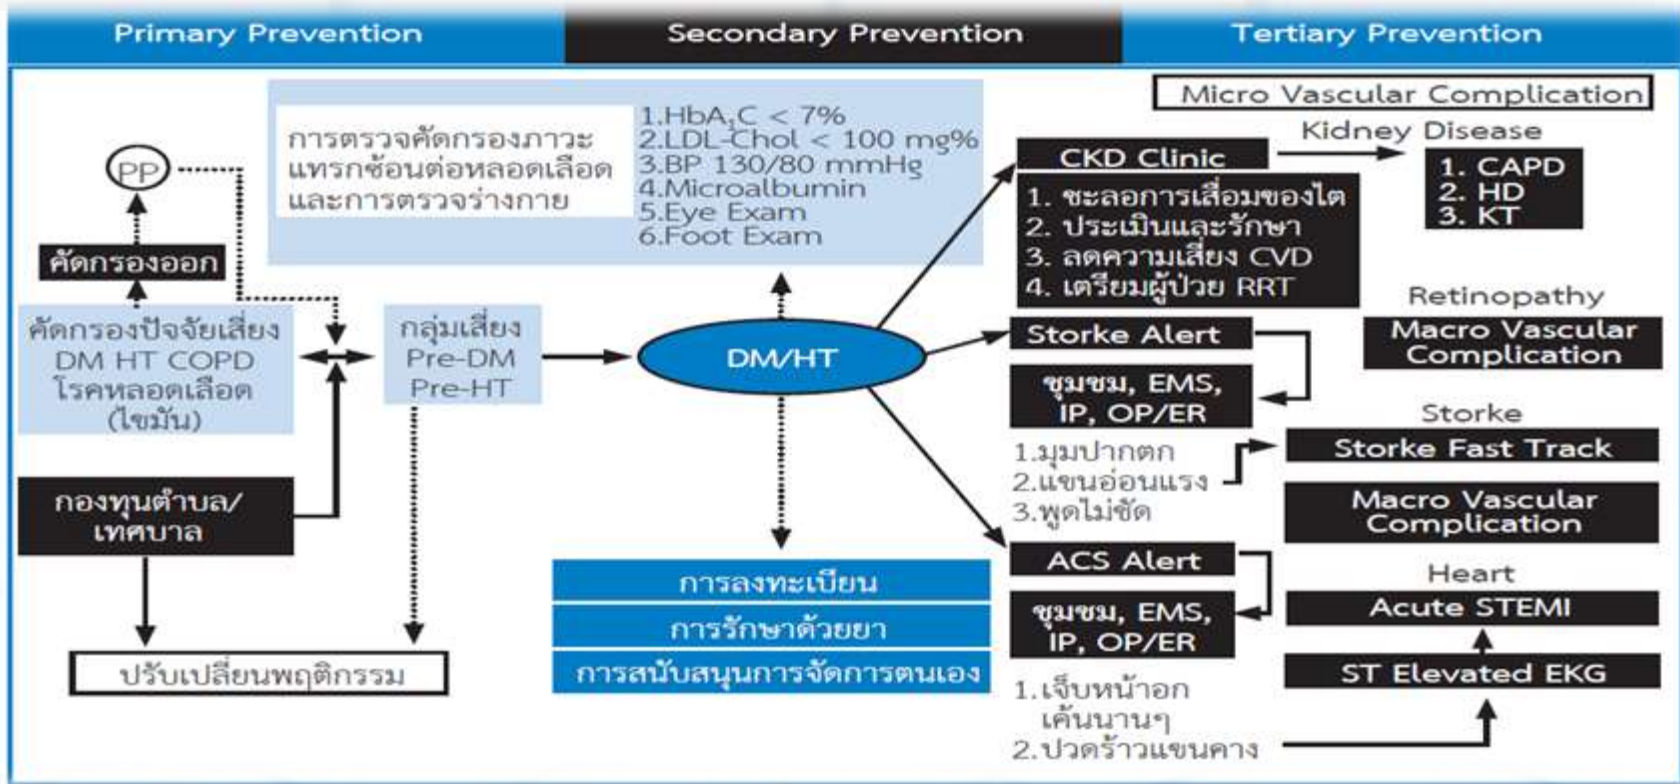 Primary Prevention
Secondary Prevention
Tertiary Prevention
PP
คัดกรองออก
คัดกรองปัจจัยเสี่ยง
DM HT COPD
โรคหลอดเลือด
(ไขมัน)
กองทุนตำบล/
เทศบาล
กลุ่มเสี่ยง
Pre-DM
Pre-HT
ปรับเปลี่ยนพฤติกรรม
การตรวจคัดกรองภาวะ
แทรกซ้อนต่อหลอดเลือด
และการตรวจร่างกาย
1.HbA₁C < 7%
2.LDL-Chol < 100 mg%
3.BP 130/80 mmHg
4.Microalbumin
5.Eye Exam
6.Foot Exam
DM/HT
การลงทะเบียน
การรักษาด้วยยา
การสนับสนุนการจัดการตนเอง
CKD Clinic
1. ชะลอการเสื่อมของไต
2. ประเมินและรักษา
3. ลดความเสี่ยง CVD
4. เตรียมผู้ป่วย RRT
Storke Alert
ชุมชม, EMS,
IP, OP/ER
1.มุมปากตก
2.แขนอ่อนแรง
3.พูดไม่ชัด
ACS Alert
ชุมชม, EMS,
IP, OP/ER
1.เจ็บหน้าอก
เค้นนานๆ
2.ปวดร้าวแขนคาง
Micro Vascular Complication
Kidney Disease
1. CAPD
2. HD
3. KT
Retinopathy
Macro Vascular
Complication
Storke
Storke Fast Track
Macro Vascular
Complication
Heart
Acute STEMI
ST Elevated EKG